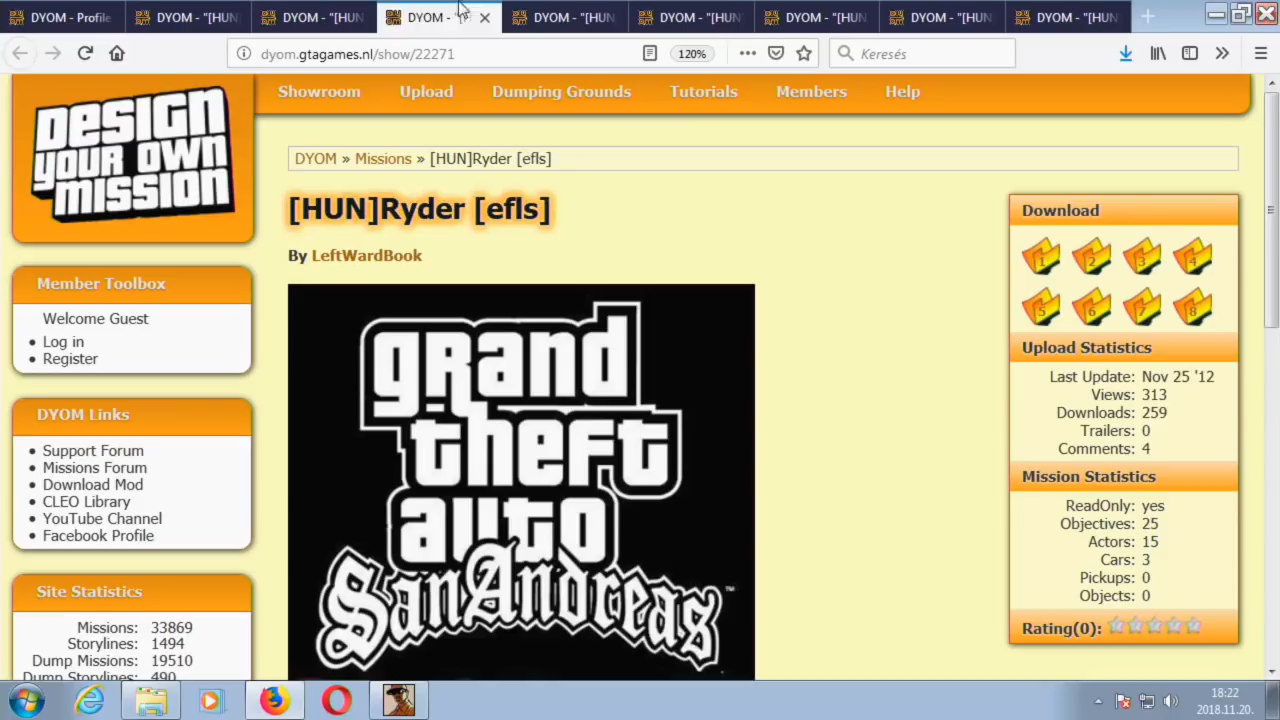 DYOM - Profile
DYOM - "[HUN
DYOM - "[HUN
DYOM - "
DYOM - "[HUN
DYOM - "[HUN
DYOM - "[HUN
DYOM - "[HUN
DYOM - "[HUN
dyom.gtagames.nl/show/22271
120%
Keresés
DESIGN
YOUR OWN
MISSION
Showroom
Upload
Dumping Grounds
Tutorials
Members
Help
DYOM » Missions » [HUN]Ryder [efls]
[HUN]Ryder [efls]
By LeftWardBook
grand
theft
auto
San Andreas
™
Member Toolbox
Welcome Guest
• Log in
• Register
DYOM Links
• Support Forum
• Missions Forum
• Download Mod
• CLEO Library
• YouTube Channel
• Facebook Profile
Site Statistics
Missions: 33869
Storylines: 1494
Dump Missions: 19510
Dump Storylines: 490
Download
1 2 3 4
5 6 7 8
Upload Statistics
Last Update: Nov 25 '12
Views: 313
Downloads: 259
Trailers: 0
Comments: 4
Mission Statistics
ReadOnly: yes
Objectives: 25
Actors: 15
Cars: 3
Pickups: 0
Objects: 0
Rating(0):
18:22
2018.11.20.